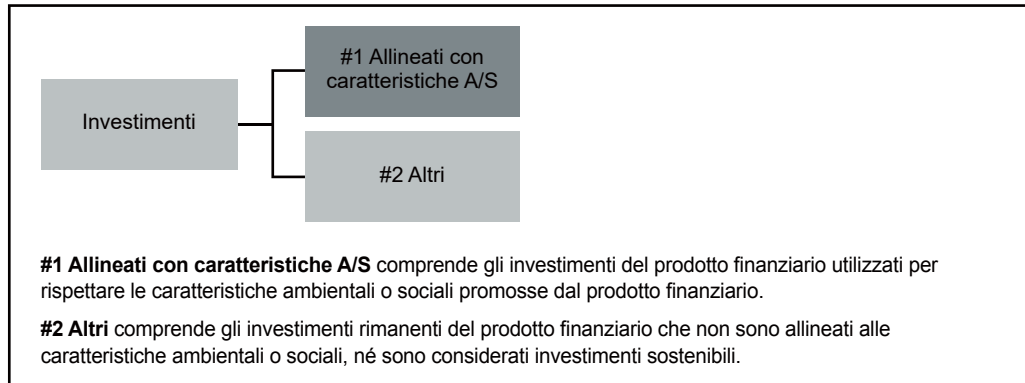 #1 Allineati con
caratteristiche A/S
Investimenti
#2 Altri
#1 Allineati con caratteristiche A/S comprende gli investimenti del prodotto finanziario utilizzati per
rispettare le caratteristiche ambientali o sociali promosse dal prodotto finanziario.
#2 Altri comprende gli investimenti rimanenti del prodotto finanziario che non sono allineati alle
caratteristiche ambientali o sociali, né sono considerati investimenti sostenibili.